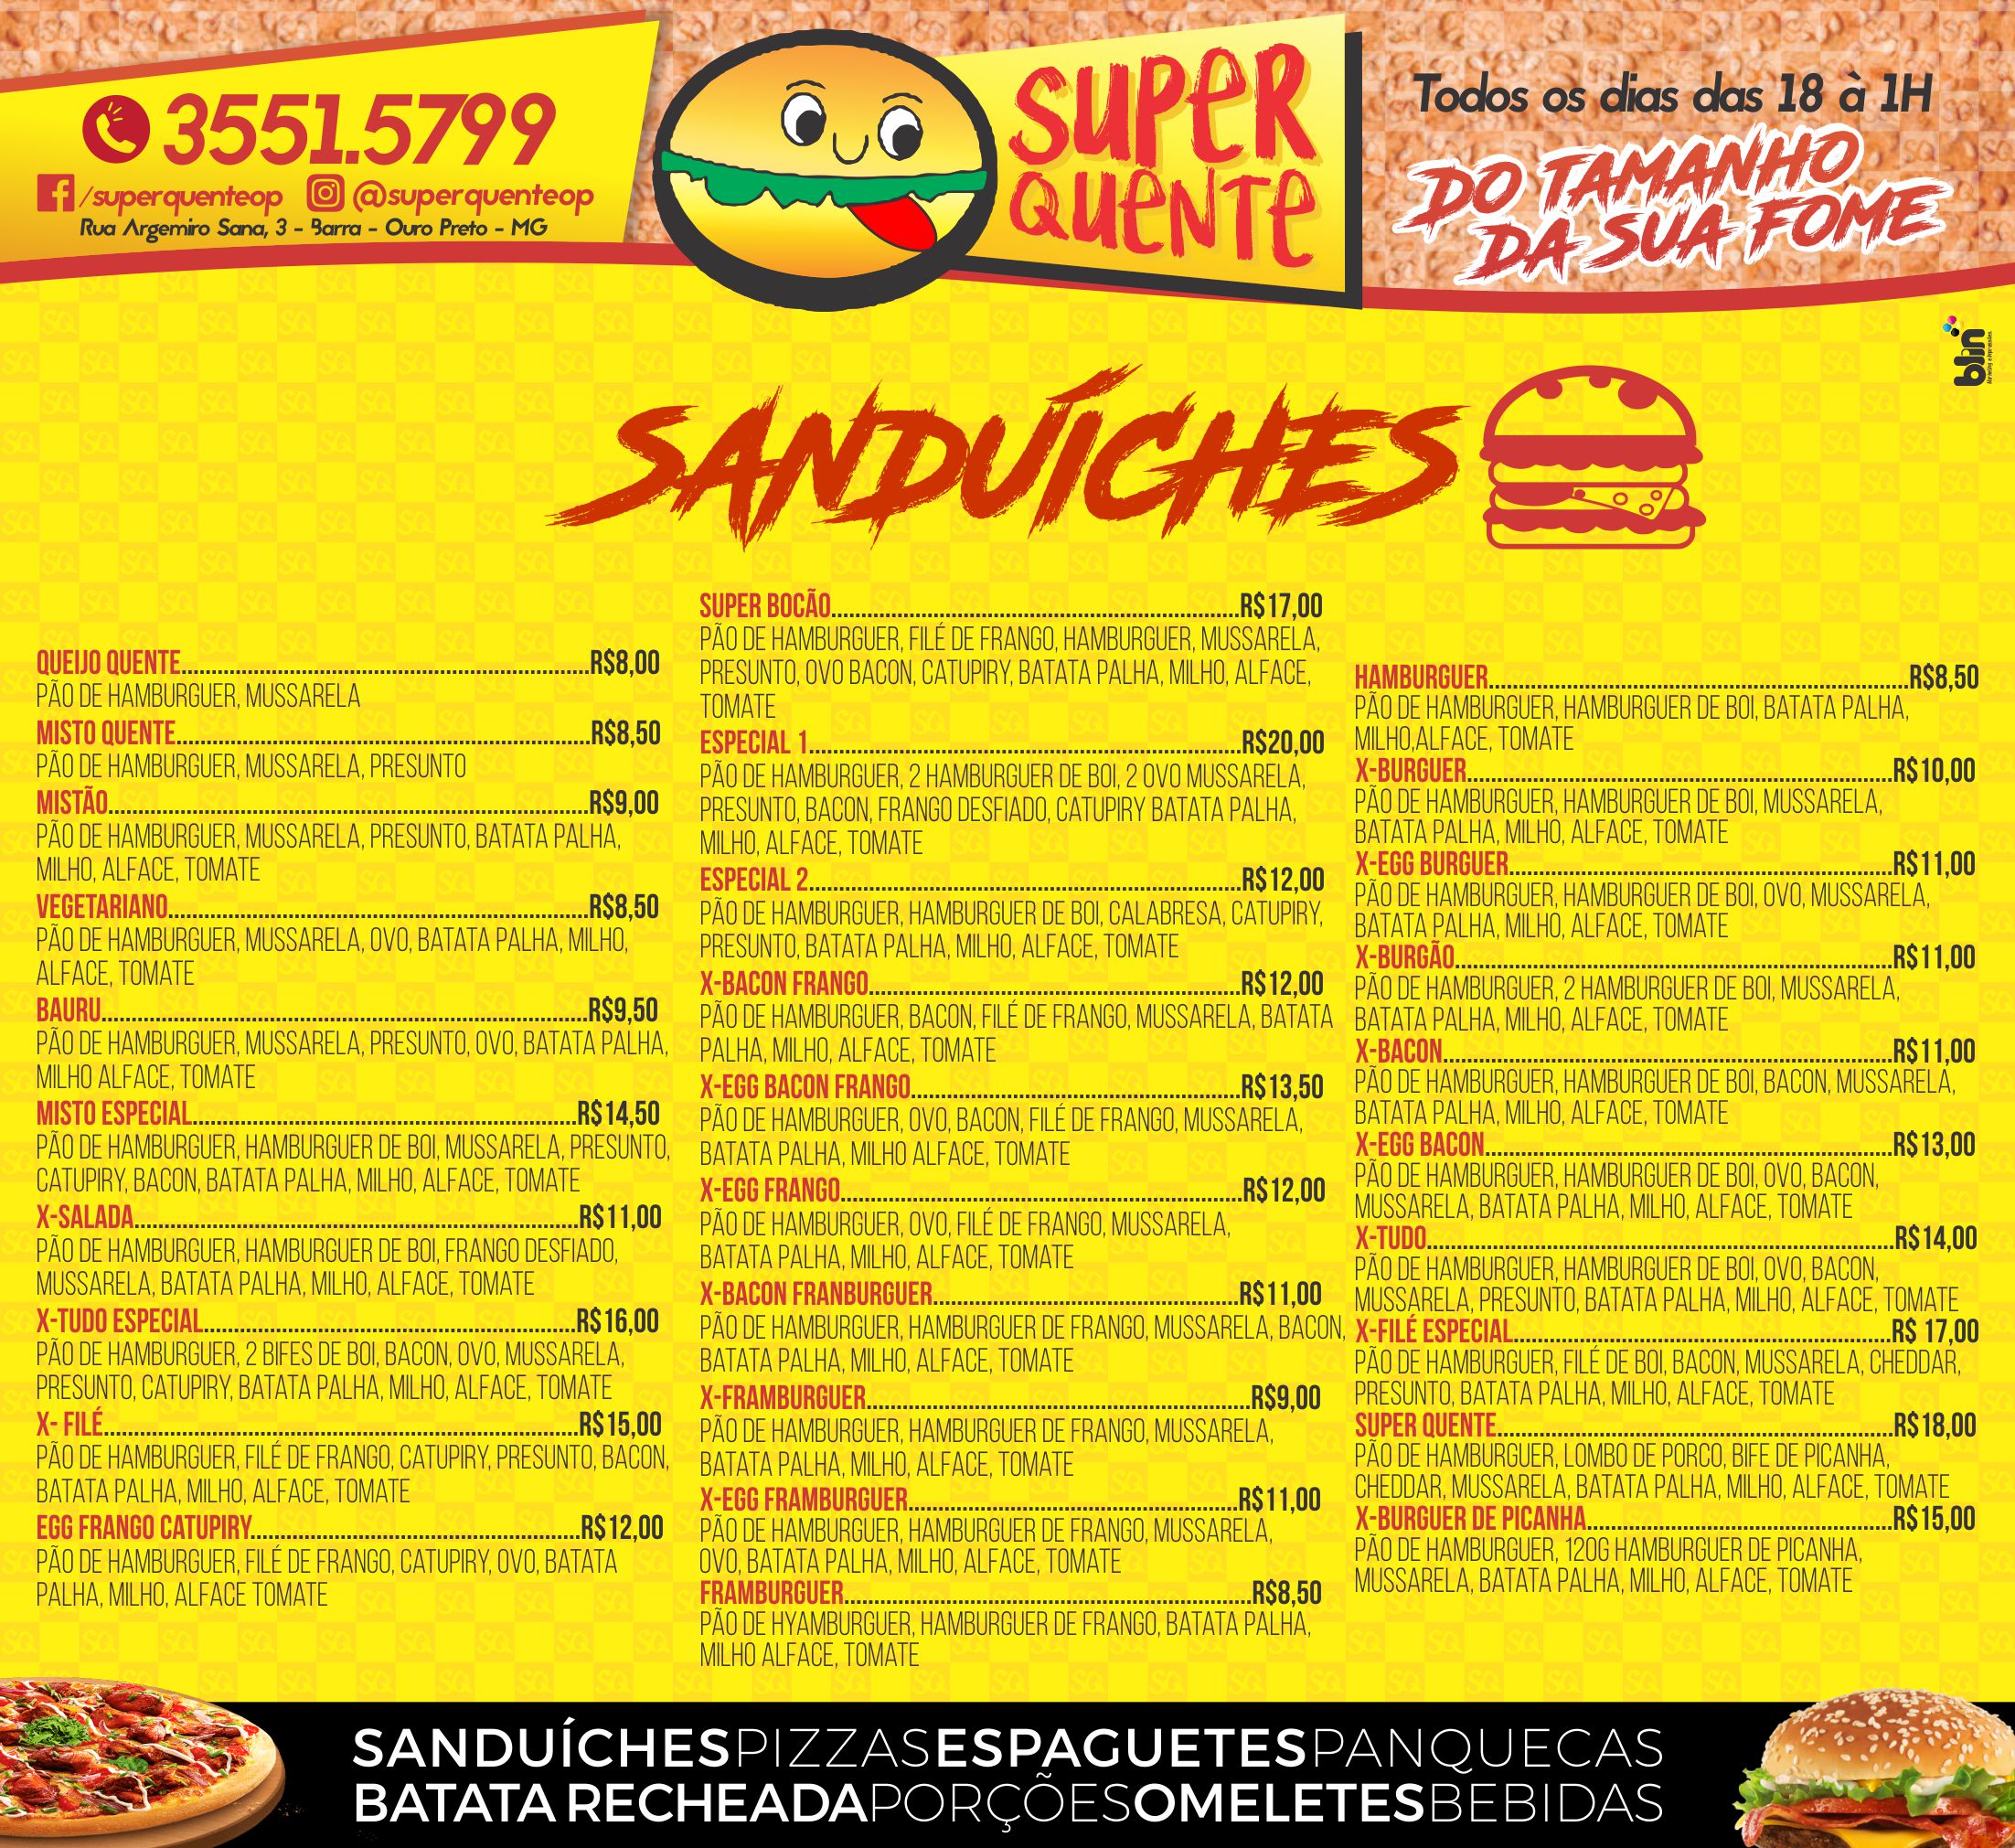 3551.5799
/superquenteop @superquenteop
Rua Argemiro Sana, 3 - Barra - Ouro Preto - MG
SUPER
QUENTE
Todos os dias das 18 à 1H
DO TAMANHO
DA SUA FOME
blin
SANDUÍCHES
QUEIJO QUENTE R$8,00
PÃO DE HAMBURGUER, MUSSARELA
MISTO QUENTE R$8,50
PÃO DE HAMBURGUER, MUSSARELA, PRESUNTO
MISTÃO R$9,00
PÃO DE HAMBURGUER, MUSSARELA, PRESUNTO, BATATA PALHA,
MILHO, ALFACE, TOMATE
VEGETARIANO R$8,50
PÃO DE HAMBURGUER, MUSSARELA, OVO, BATATA PALHA, MILHO,
ALFACE, TOMATE
BAURU R$9,50
PÃO DE HAMBURGUER, MUSSARELA, PRESUNTO, OVO, BATATA PALHA,
MILHO ALFACE, TOMATE
MISTO ESPECIAL R$14,50
PÃO DE HAMBURGUER, HAMBURGUER DE BOI, MUSSARELA, PRESUNTO,
CATUPIRY, BACON, BATATA PALHA, MILHO, ALFACE, TOMATE
X-SALADA R$11,00
PÃO DE HAMBURGUER, HAMBURGUER DE BOI, FRANGO DESFIADO,
MUSSARELA, BATATA PALHA, MILHO, ALFACE, TOMATE
X-TUDO ESPECIAL R$16,00
PÃO DE HAMBURGUER, 2 BIFES DE BOI, BACON, OVO, MUSSARELA,
PRESUNTO, CATUPIRY, BATATA PALHA, MILHO, ALFACE, TOMATE
X- FILÉ R$15,00
PÃO DE HAMBURGUER, FILÉ DE FRANGO, CATUPIRY, PRESUNTO, BACON,
BATATA PALHA, MILHO, ALFACE, TOMATE
EGG FRANGO CATUPIRY R$12,00
PÃO DE HAMBURGUER, FILÉ DE FRANGO, CATUPIRY, OVO, BATATA
PALHA, MILHO, ALFACE TOMATE
SUPER BOCÃO R$17,00
PÃO DE HAMBURGUER, FILÉ DE FRANGO, HAMBURGUER, MUSSARELA,
PRESUNTO, OVO BACON, CATUPIRY, BATATA PALHA, MILHO, ALFACE,
TOMATE
ESPECIAL 1 R$20,00
PÃO DE HAMBURGUER, 2 HAMBURGUER DE BOI, 2 OVO MUSSARELA,
PRESUNTO, BACON, FRANGO DESFIADO, CATUPIRY BATATA PALHA,
MILHO, ALFACE, TOMATE
ESPECIAL 2 R$12,00
PÃO DE HAMBURGUER, HAMBURGUER DE BOI, CALABRESA, CATUPIRY,
PRESUNTO, BATATA PALHA, MILHO, ALFACE, TOMATE
X-BACON FRANGO R$12,00
PÃO DE HAMBURGUER, BACON, FILÉ DE FRANGO, MUSSARELA, BATATA
PALHA, MILHO, ALFACE, TOMATE
X-EGG BACON FRANGO R$13,50
PÃO DE HAMBURGUER, OVO, BACON, FILÉ DE FRANGO, MUSSARELA,
BATATA PALHA, MILHO ALFACE, TOMATE
X-EGG FRANGO R$12,00
PÃO DE HAMBURGUER, OVO, FILÉ DE FRANGO, MUSSARELA,
BATATA PALHA, MILHO, ALFACE, TOMATE
X-BACON FRANBURGUER R$11,00
PÃO DE HAMBURGUER, HAMBURGUER DE FRANGO, MUSSARELA, BACON,
BATATA PALHA, MILHO, ALFACE, TOMATE
X-FRAMBURGUER R$9,00
PÃO DE HAMBURGUER, HAMBURGUER DE FRANGO, MUSSARELA,
BATATA PALHA, MILHO, ALFACE, TOMATE
X-EGG FRAMBURGUER R$11,00
PÃO DE HAMBURGUER, HAMBURGUER DE FRANGO, MUSSARELA,
OVO, BATATA PALHA, MILHO, ALFACE, TOMATE
FRAMBURGUER R$8,50
PÃO DE HYAMBURGUER, HAMBURGUER DE FRANGO, BATATA PALHA,
MILHO ALFACE, TOMATE
HAMBURGUER R$8,50
PÃO DE HAMBURGUER, HAMBURGUER DE BOI, BATATA PALHA,
MILHO,ALFACE, TOMATE
X-BURGUER R$10,00
PÃO DE HAMBURGUER, HAMBURGUER DE BOI, MUSSARELA,
BATATA PALHA, MILHO, ALFACE, TOMATE
X-EGG BURGUER R$11,00
PÃO DE HAMBURGUER, HAMBURGUER DE BOI, OVO, MUSSARELA,
BATATA PALHA, MILHO, ALFACE, TOMATE
X-BURGÃO R$11,00
PÃO DE HAMBURGUER, 2 HAMBURGUER DE BOI, MUSSARELA,
BATATA PALHA, MILHO, ALFACE, TOMATE
X-BACON R$11,00
PÃO DE HAMBURGUER, HAMBURGUER DE BOI, BACON, MUSSARELA,
BATATA PALHA, MILHO, ALFACE, TOMATE
X-EGG BACON R$13,00
PÃO DE HAMBURGUER, HAMBURGUER DE BOI, OVO, BACON,
MUSSARELA, BATATA PALHA, MILHO, ALFACE, TOMATE
X-TUDO R$14,00
PÃO DE HAMBURGUER, HAMBURGUER DE BOI, OVO, BACON,
MUSSARELA, PRESUNTO, BATATA PALHA, MILHO, ALFACE, TOMATE
X-FILÉ ESPECIAL R$ 17,00
PÃO DE HAMBURGUER, FILÉ DE BOI, BACON, MUSSARELA, CHEDDAR,
PRESUNTO, BATATA PALHA, MILHO, ALFACE, TOMATE
SUPER QUENTE R$18,00
PÃO DE HAMBURGUER, LOMBO DE PORCO, BIFE DE PICANHA,
CHEDDAR, MUSSARELA, BATATA PALHA, MILHO, ALFACE, TOMATE
X-BURGUER DE PICANHA R$15,00
PÃO DE HAMBURGUER, 120G HAMBURGUER DE PICANHA,
MUSSARELA, BATATA PALHA, MILHO, ALFACE, TOMATE
SANDUÍCHESPIZZASESPAGUETESPANQUECAS
BATATA RECHEADAPORÇÕESOMELETESBEBIDAS